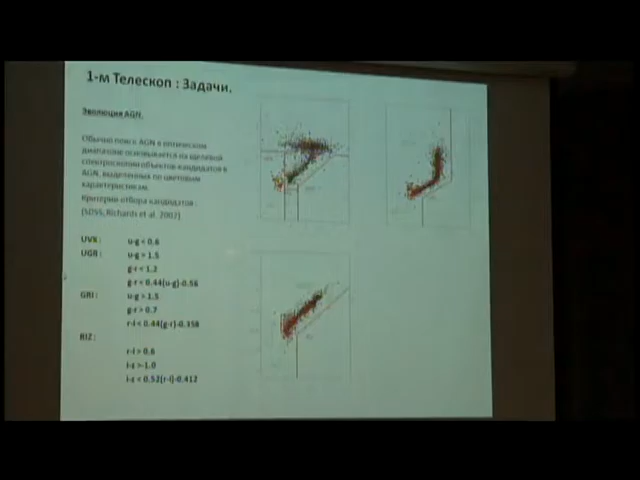 1-м Телескоп : Задачи.
Эволюция AGN.
Обычно поиск AGN в оптическом
диапазоне основывается на щелевой
спектроскопии объектов-кандидатов в
AGN, выделенных по цветовым
характеристикам.
Критерии отбора кандидатов :
(SDSS, Richards et al. 2002)
UVX : u-g < 0.6
UGR : u-g > 1.5
g-r < 1.2
g-r < 0.44(u-g)-0.56
GRI : u-g > 1.5
g-r > 0.7
r-i < 0.44(g-r)-0.358
RIZ :
r-i > 0.6
i-z > -1.0
i-z < 0.52(r-i)-0.412